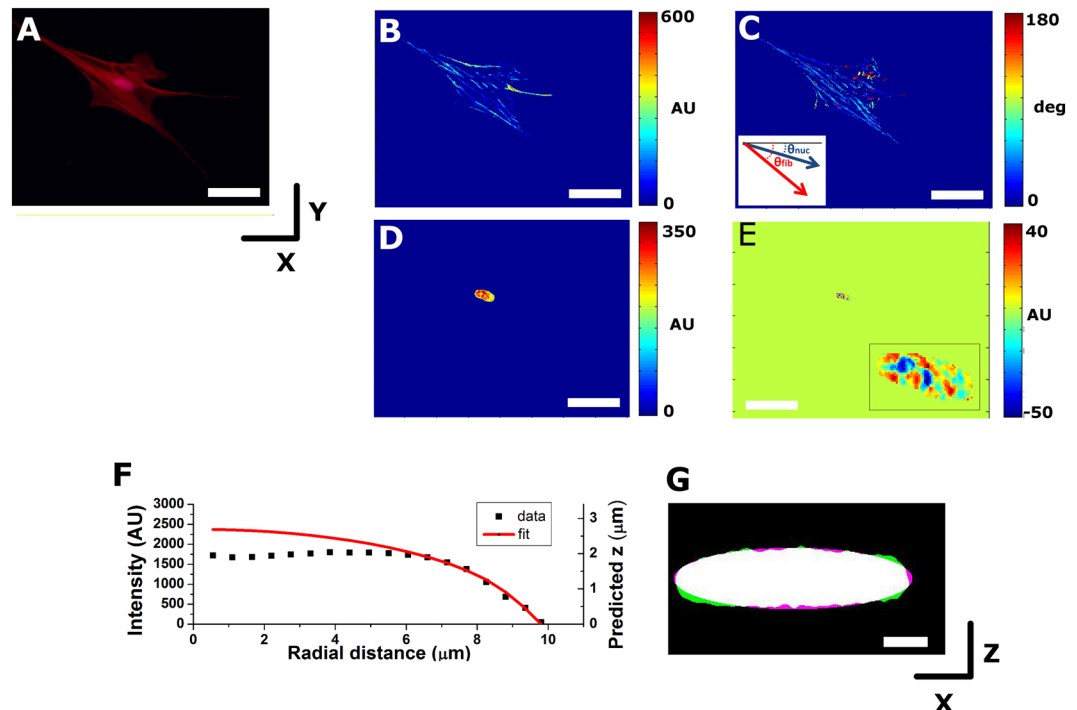 A
Y
X
B
600
AU
0
C
180
deg
0
θnuc
θfib
D
350
AU
0
E
40
AU
-50
F
Intensity (AU)
3000
2500
2000
1500
1000
500
0
0 2 4 6 8 10
Radial distance (μm)
data
fit
3
2
1
0
Predicted z (μm)
G
Z
X